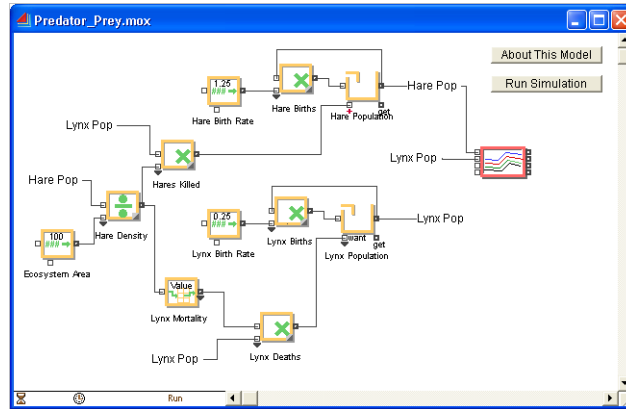 Predator_Prey.mox
About This Model
Run Simulation
1.25
Hare Birth Rate
Hare Births
Hare Population
get
Hare Pop
Lynx Pop
Hares Killed
Lynx Pop
Hare Pop
Hare Density
100
Ecosystem Area
0.25
Lynx Birth Rate
Lynx Births
want
get
Lynx Population
Lynx Pop
Value
Lynx Mortality
Lynx Pop
Lynx Deaths
Run